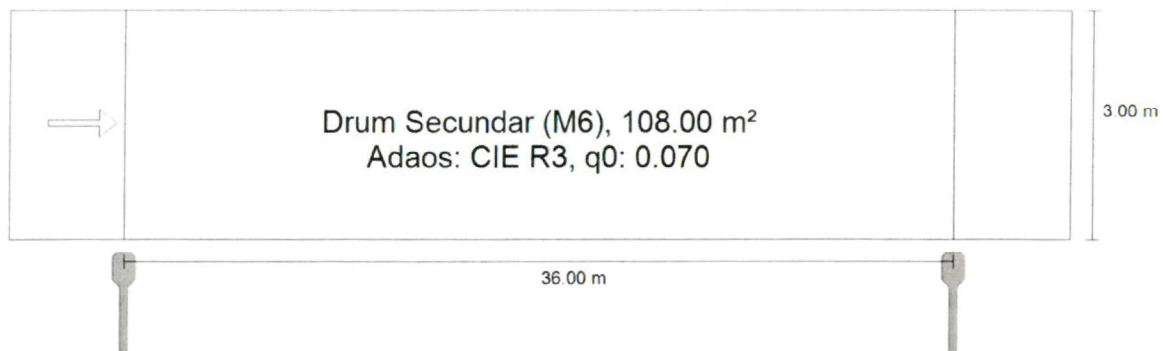 Drum Secundar (M6), 108.00 m²
Adaos: CIE R3, q0: 0.070
3.00 m
36.00 m